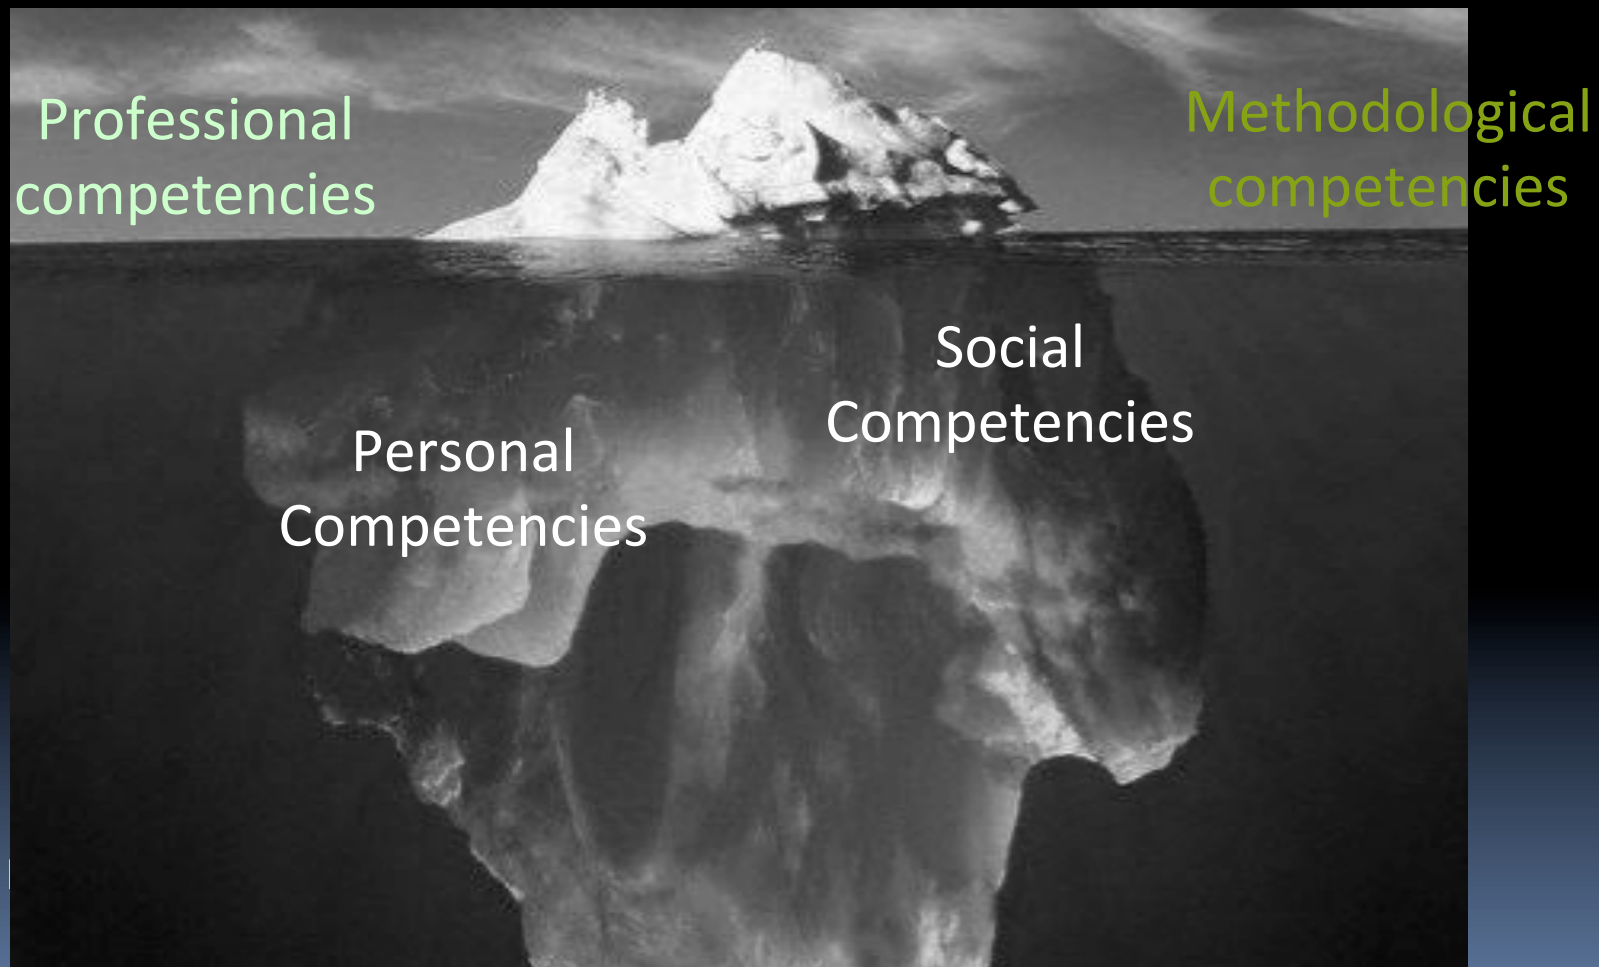 Professional
competencies
Methodological
competencies
Social
Competencies
Personal
Competencies